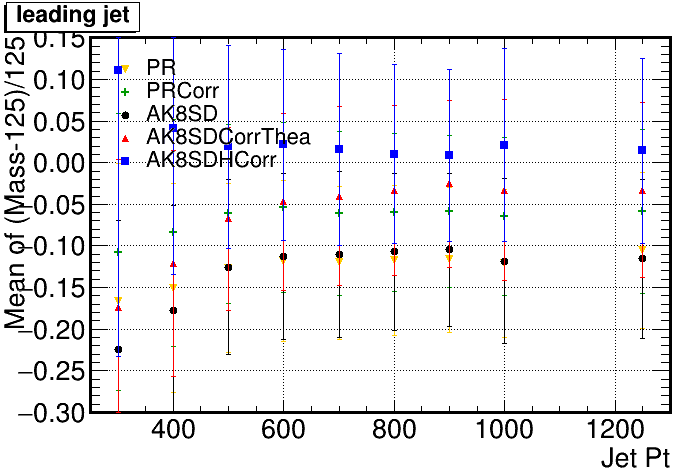 leading jet
Mean of (Mass-125)/125
0.15
0.10
0.05
0.00
−0.05
−0.10
−0.15
−0.20
−0.25
−0.30
PR
PRCorr
AK8SD
AK8SDCorrThea
AK8SDHCorr
400 600 800 1000 1200
Jet Pt